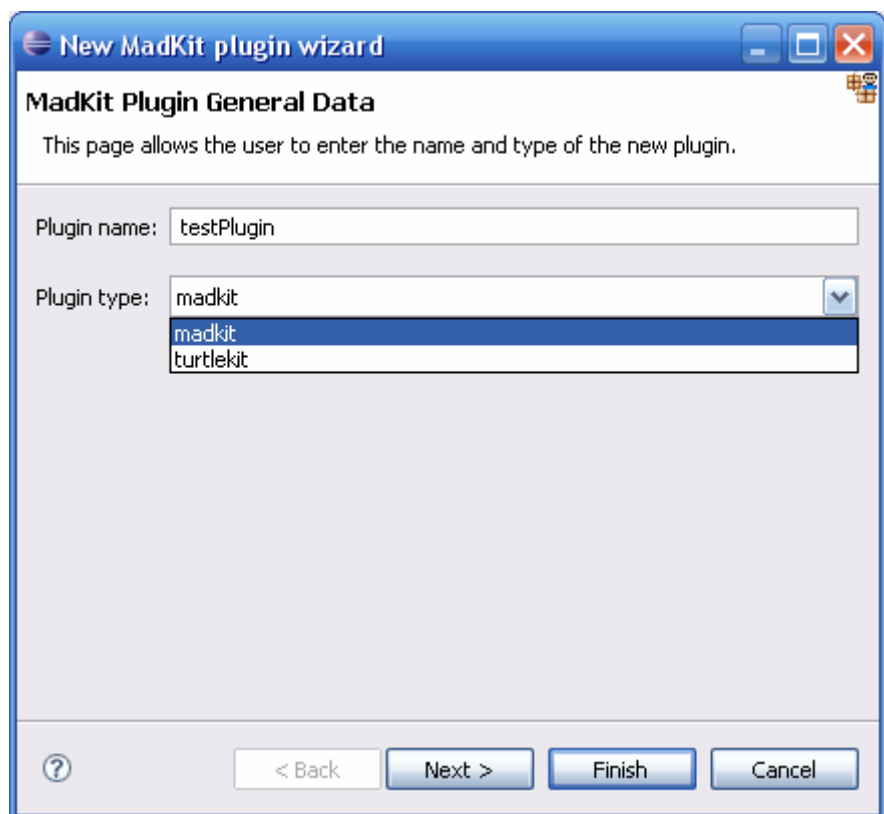 New MadKit plugin wizard
MadKit Plugin General Data
This page allows the user to enter the name and type of the new plugin.
Plugin name: testPlugin
Plugin type: madkit
madkit
turtlekit
? < Back Next > Finish Cancel